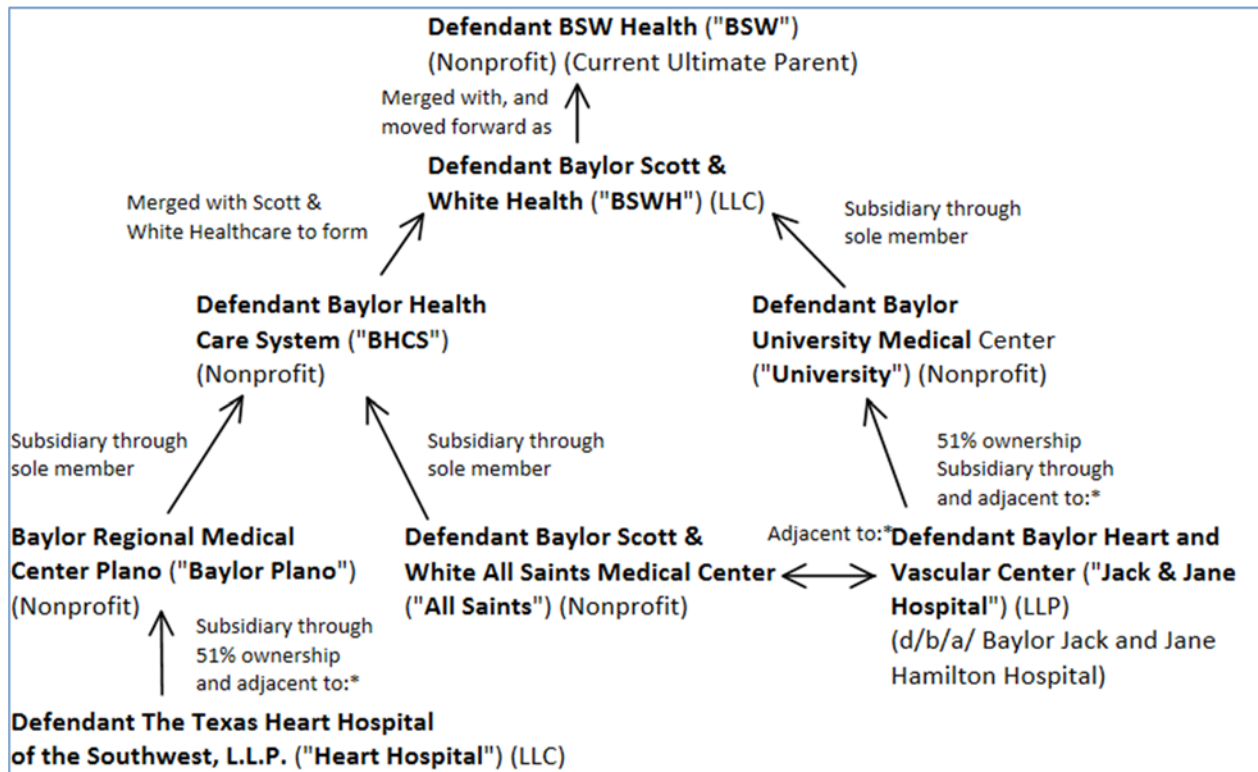 Defendant BSW Health ("BSW")
(Nonprofit) (Current Ultimate Parent)
Merged with, and
moved forward as
Defendant Baylor Scott &
White Health ("BSWH") (LLC)
Merged with Scott &
White Healthcare to form
Subsidiary through
sole member
Defendant Baylor Health
Care System ("BHCS")
(Nonprofit)
Defendant Baylor
University Medical Center
("University") (Nonprofit)
Subsidiary through
sole member
Subsidiary through
sole member
51% ownership
Subsidiary through
and adjacent to:*
Baylor Regional Medical
Center Plano ("Baylor Plano")
(Nonprofit)
Defendant Baylor Scott &
White All Saints Medical Center
("All Saints") (Nonprofit)
Adjacent to:*
Defendant Baylor Heart and
Vascular Center ("Jack & Jane
Hospital") (LLP)
(d/b/a/ Baylor Jack and Jane
Hamilton Hospital)
Subsidiary through
51% ownership
and adjacent to:*
Defendant The Texas Heart Hospital
of the Southwest, L.L.P. ("Heart Hospital") (LLC)